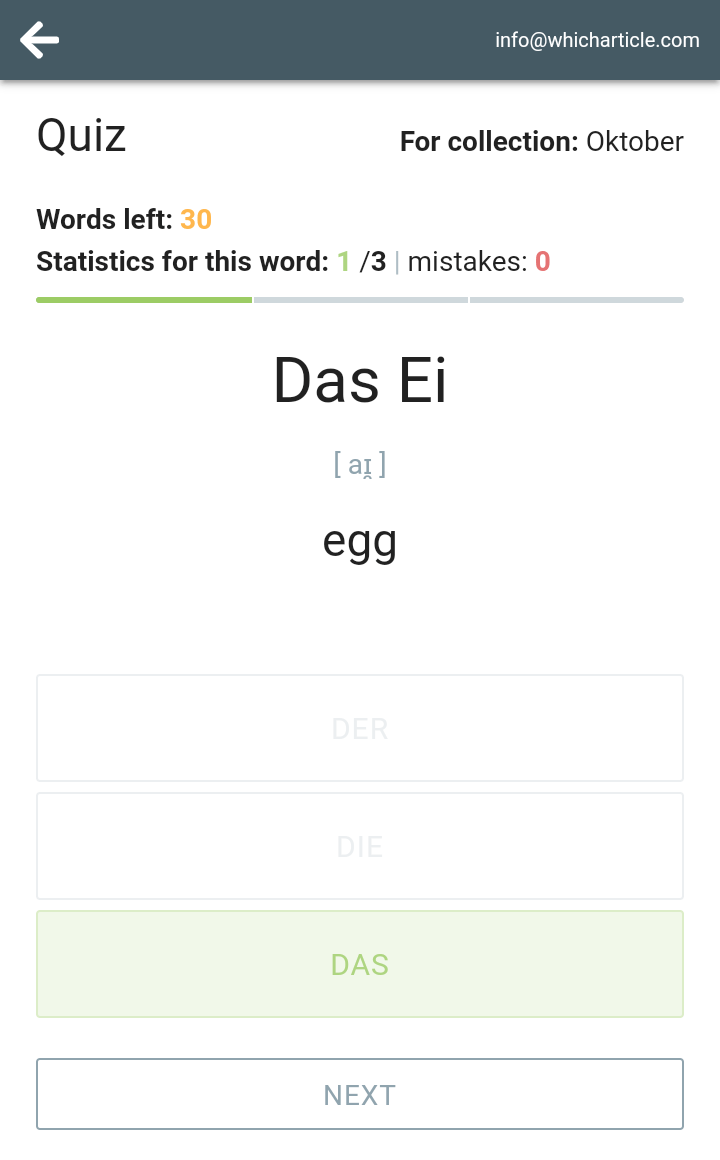 info@whicharticle.com
Quiz
For collection: Oktober
Words left: 30
Statistics for this word: 1 /3 | mistakes: 0
Das Ei
[ aɪ̯ ]
egg
DER
DIE
DAS
NEXT